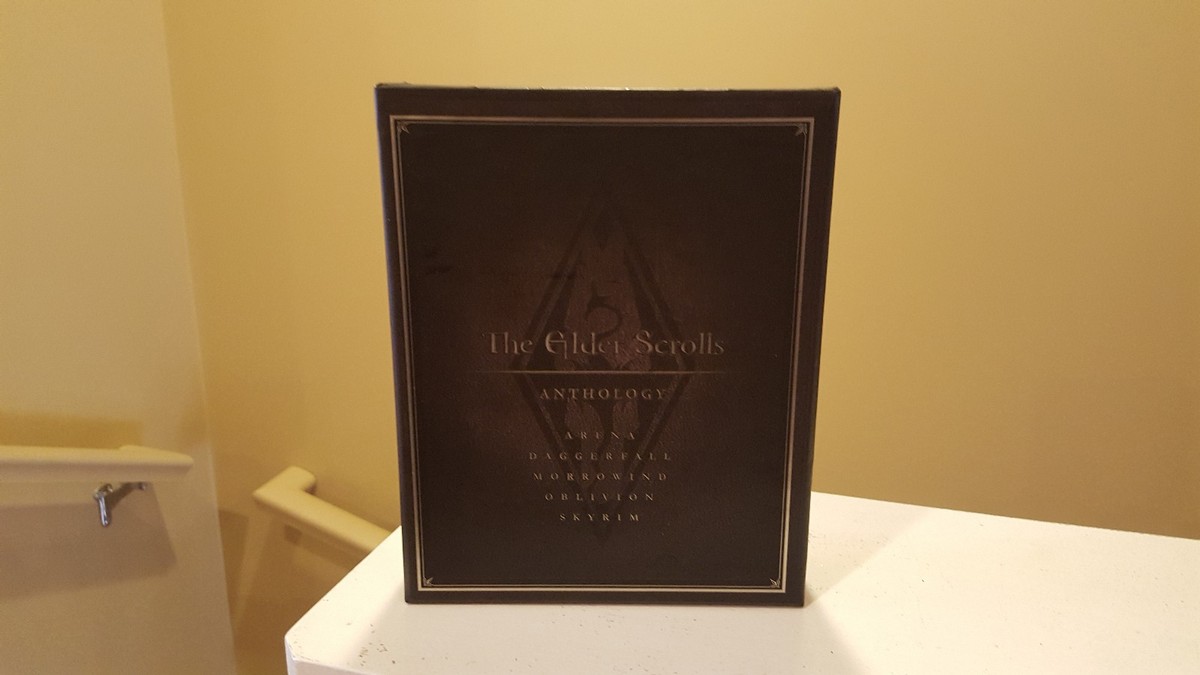 The Elder Scrolls
ANTHOLOGY
ARENA
DAGGERFALL
MORROWIND
OBLIVION
SKYRIM